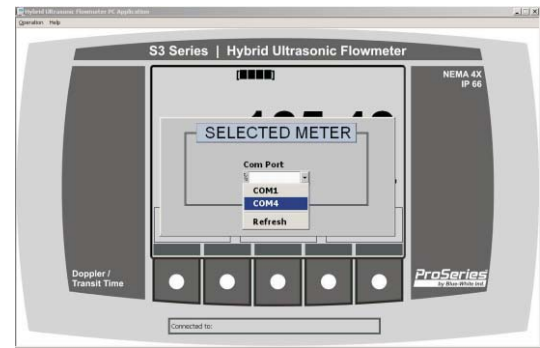 Hybrid Ultrasonic Flowmeter PC Application
Operation Help
S3 Series | Hybrid Ultrasonic Flowmeter
NEMA 4X
IP 66
SELECTED METER
Com Port
COM1
COM4
Refresh
Doppler /
Transit Time
ProSeries
by Blue-White Ind.
Connected to: